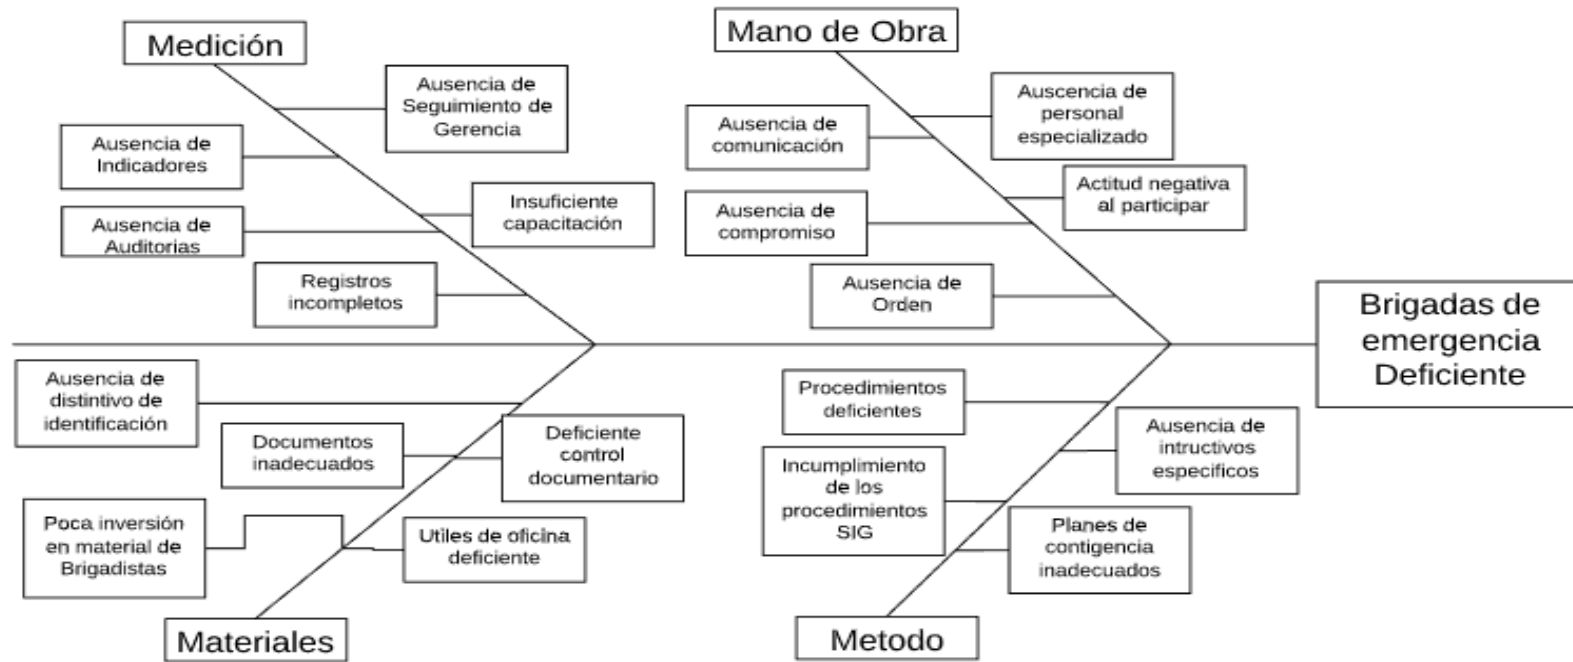 Medición
Mano de Obra
Ausencia de
Seguimiento de
Gerencia
Auscencia de
personal
especializado
Ausencia de
Indicadores
Ausencia de
comunicación
Insuficiente
capacitación
Actitud negativa
al participar
Ausencia de
Auditorias
Ausencia de
compromiso
Registros
incompletos
Ausencia de
Orden
Brigadas de
emergencia
Deficiente
Ausencia de
distintivo de
identificación
Procedimientos
deficientes
Documentos
inadecuados
Deficiente
control
documentario
Ausencia de
intructivos
especificos
Incumplimiento
de los
procedimientos
SIG
Poca inversión
en material de
Brigadistas
Utiles de oficina
deficiente
Planes de
contigencia
inadecuados
Materiales
Metodo